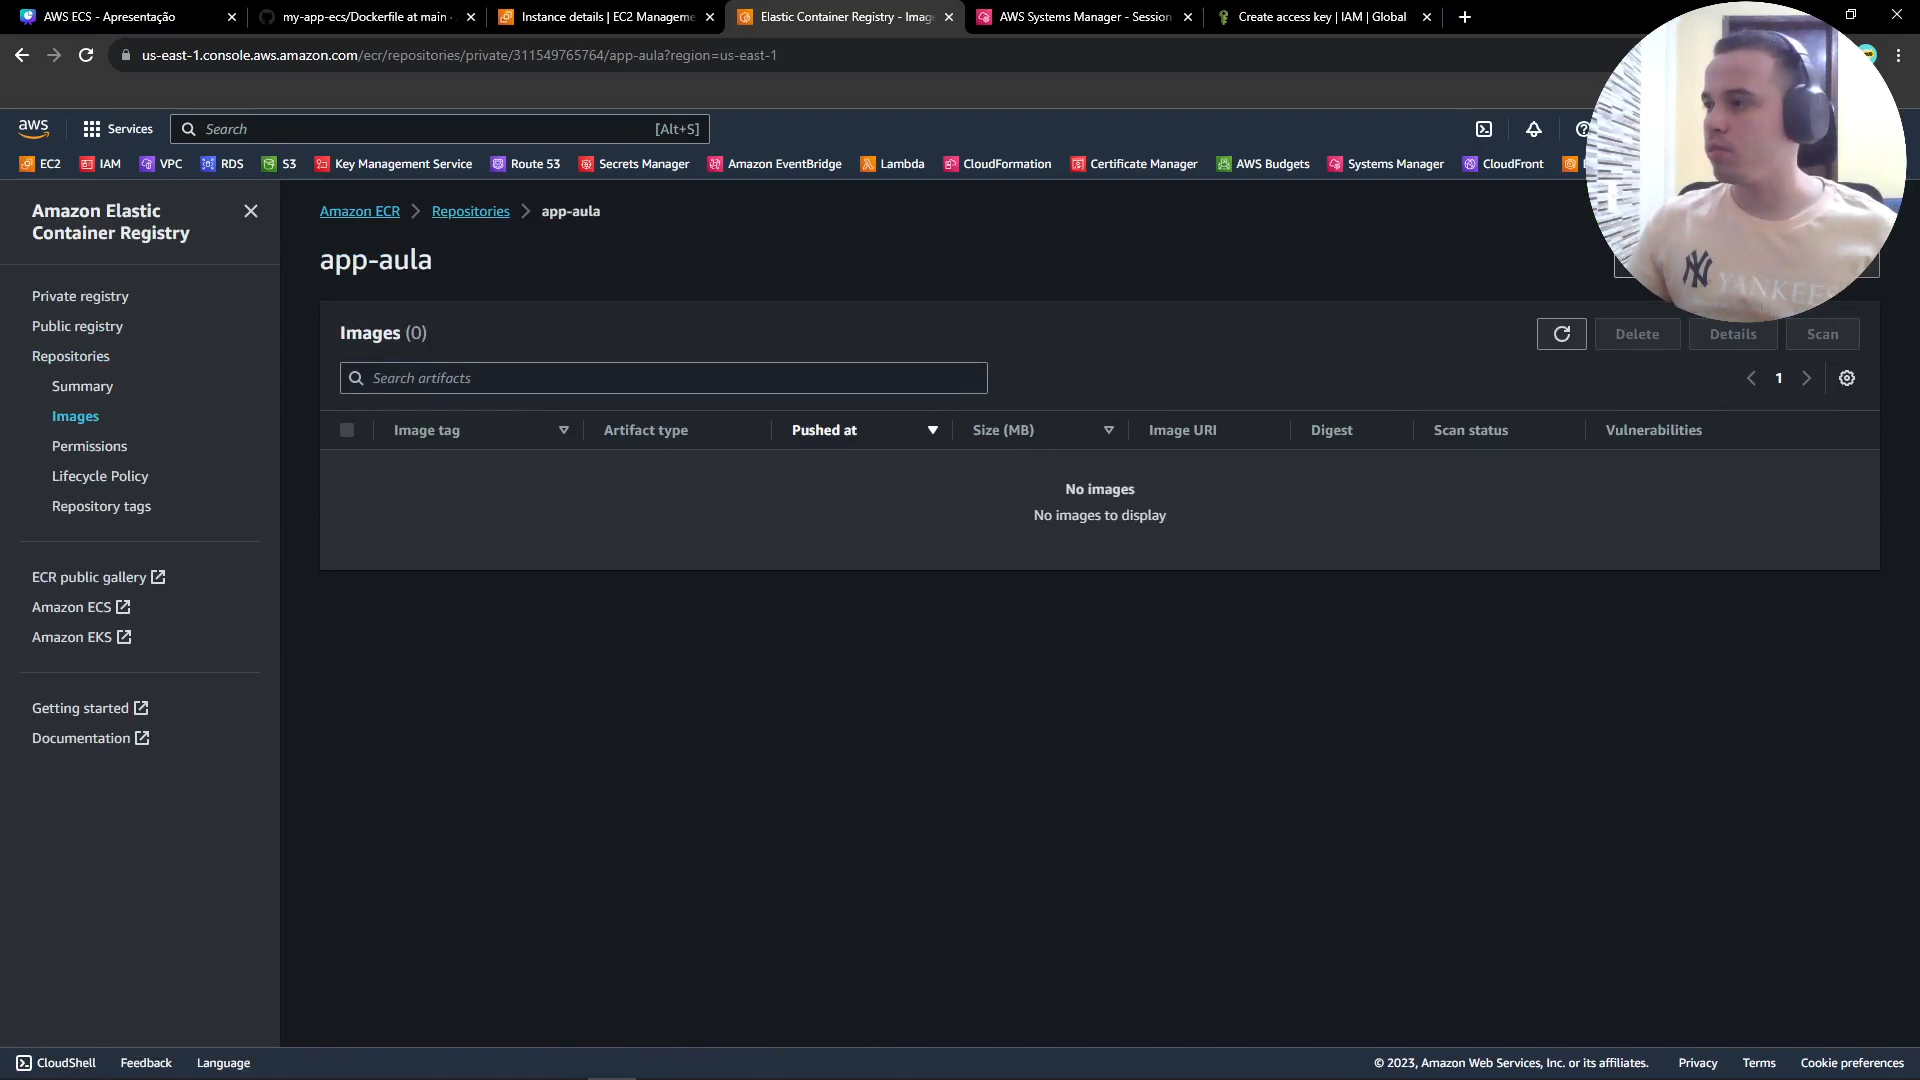 AWS ECS - Apresentação
my-app-ecs/Dockerfile at main
Instance details | EC2 Manageme
Elastic Container Registry - Imag
AWS Systems Manager - Session
Create access key | IAM | Global
us-east-1.console.aws.amazon.com/ecr/repositories/private/311549765764/app-aula?region=us-east-1
aws
Services
Search
[Alt+S]
EC2
IAM
VPC
RDS
S3
Key Management Service
Route 53
Secrets Manager
Amazon EventBridge
Lambda
CloudFormation
Certificate Manager
AWS Budgets
Systems Manager
CloudFront
Amazon Elastic
Container Registry
Private registry
Public registry
Repositories
Summary
Images
Permissions
Lifecycle Policy
Repository tags
ECR public gallery
Amazon ECS
Amazon EKS
Getting started
Documentation
Amazon ECR
Repositories
app-aula
app-aula
Images (0)
Delete
Details
Scan
Search artifacts
1
Image tag
Artifact type
Pushed at
Size (MB)
Image URI
Digest
Scan status
Vulnerabilities
No images
No images to display
NY YANKEES
CloudShell
Feedback
Language
© 2023, Amazon Web Services, Inc. or its affiliates.
Privacy
Terms
Cookie preferences